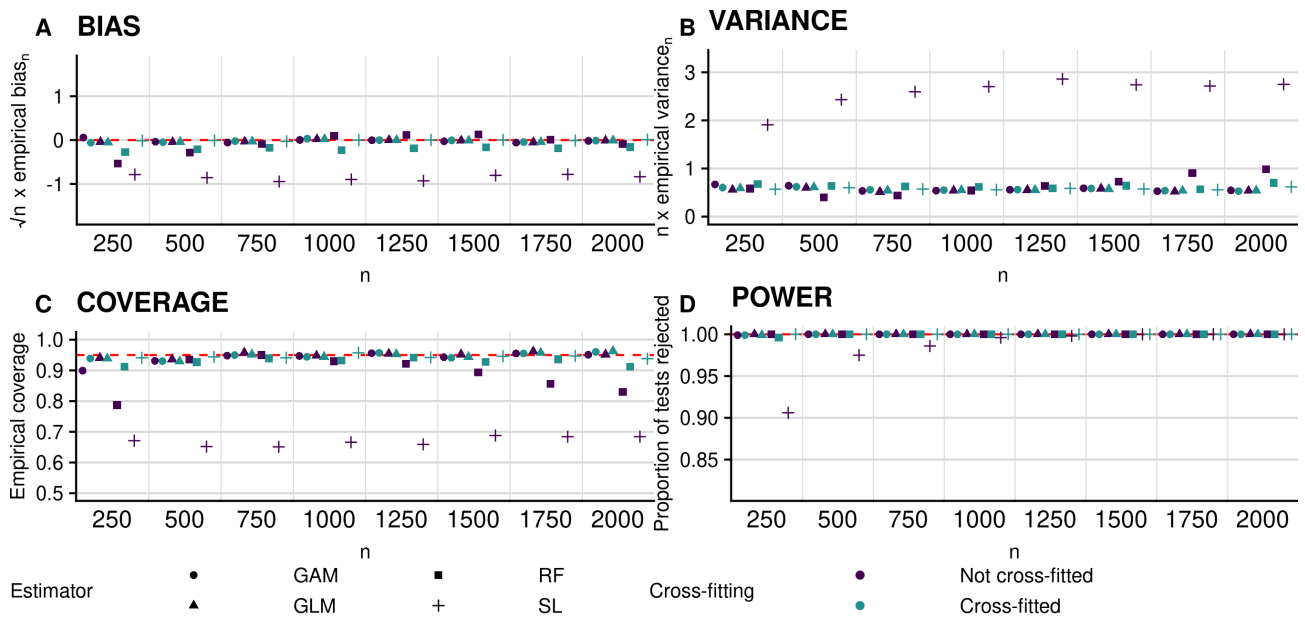 A BIAS
√n x empirical biasₙ
1
0
-1
250 500 750 1000 1250 1500 1750 2000
n
B VARIANCE
n x empirical varianceₙ
3
2
1
0
250 500 750 1000 1250 1500 1750 2000
n
C COVERAGE
Empirical coverage
1.0
0.9
0.8
0.7
0.6
0.5
250 500 750 1000 1250 1500 1750 2000
n
D POWER
Proportion of tests rejected
1.00
0.95
0.90
0.85
250 500 750 1000 1250 1500 1750 2000
n
Estimator
GAM
RF
GLM
SL
Cross-fitting
Not cross-fitted
Cross-fitted